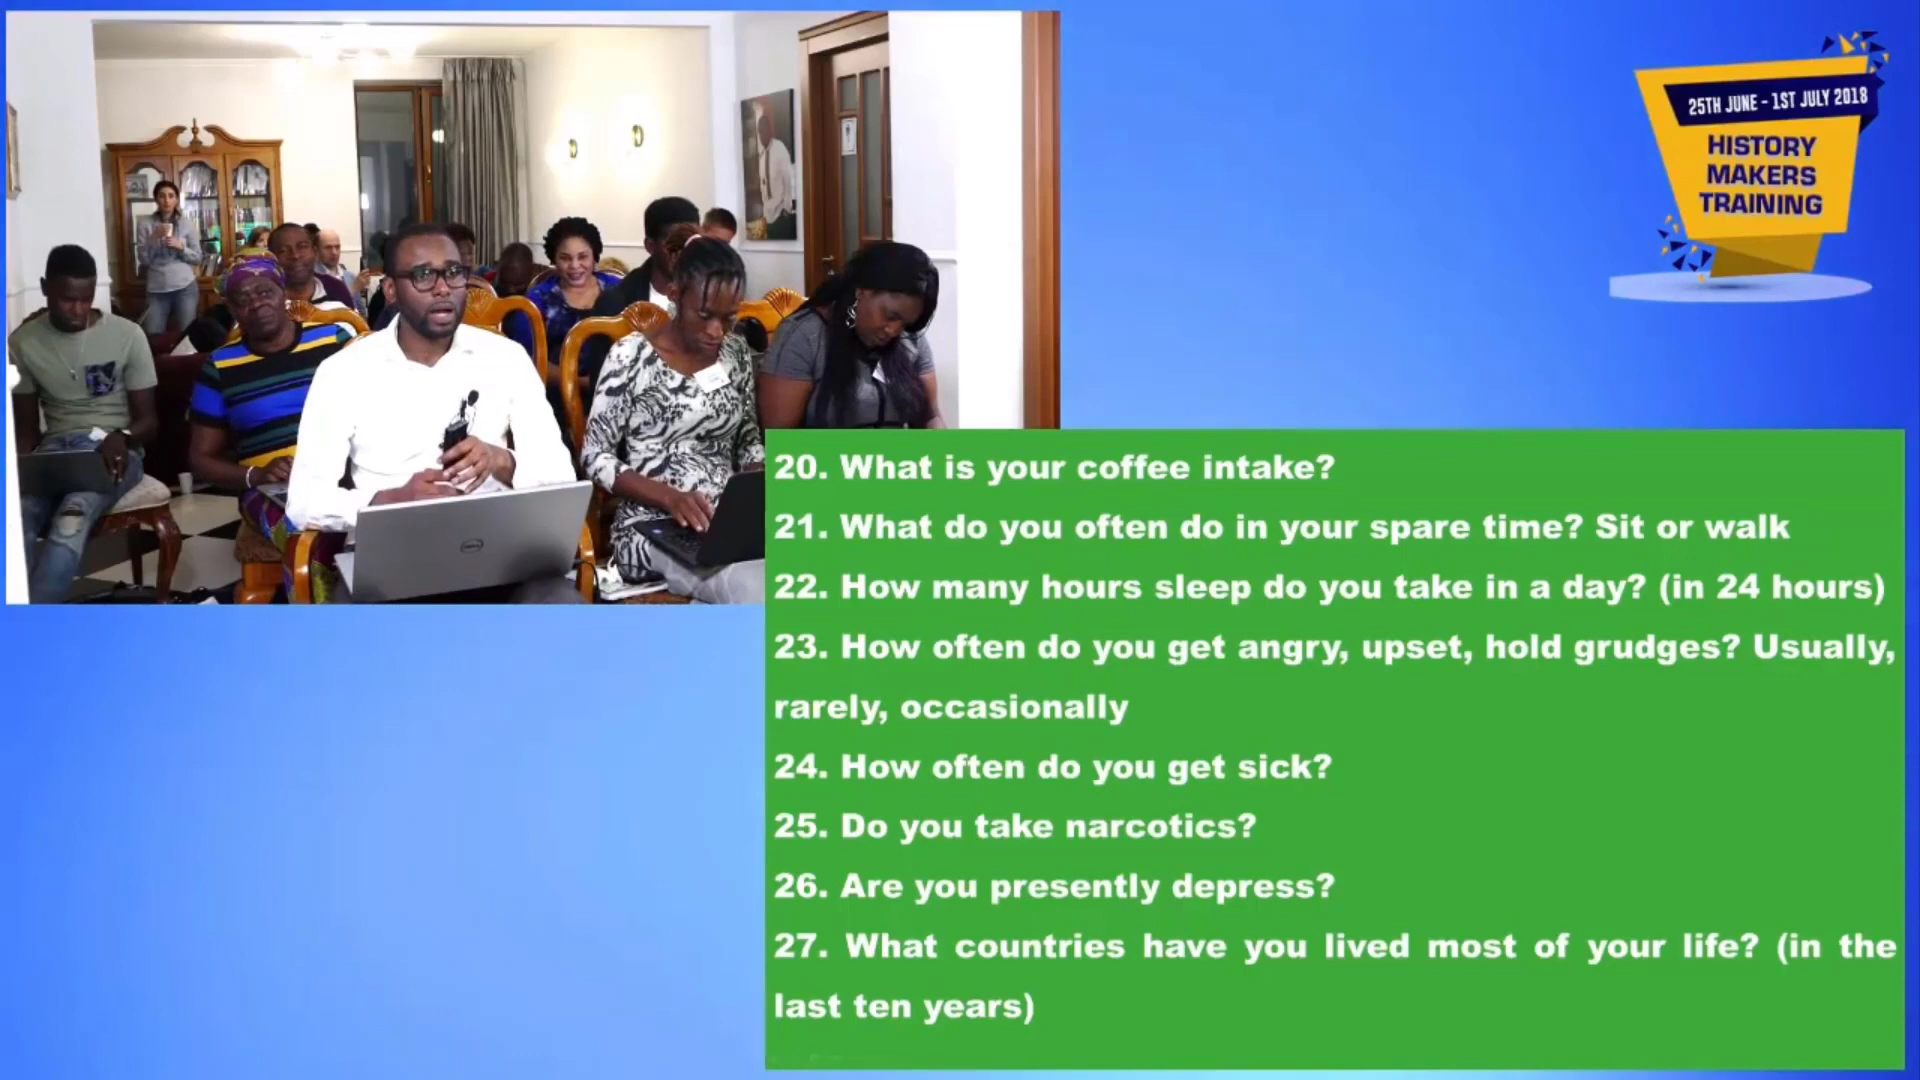 25TH JUNE - 1ST JULY 2018
HISTORY
MAKERS
TRAINING
20. What is your coffee intake?
21. What do you often do in your spare time? Sit or walk
22. How many hours sleep do you take in a day? (in 24 hours)
23. How often do you get angry, upset, hold grudges? Usually,
rarely, occasionally
24. How often do you get sick?
25. Do you take narcotics?
26. Are you presently depress?
27. What countries have you lived most of your life? (in the
last ten years)
DELL